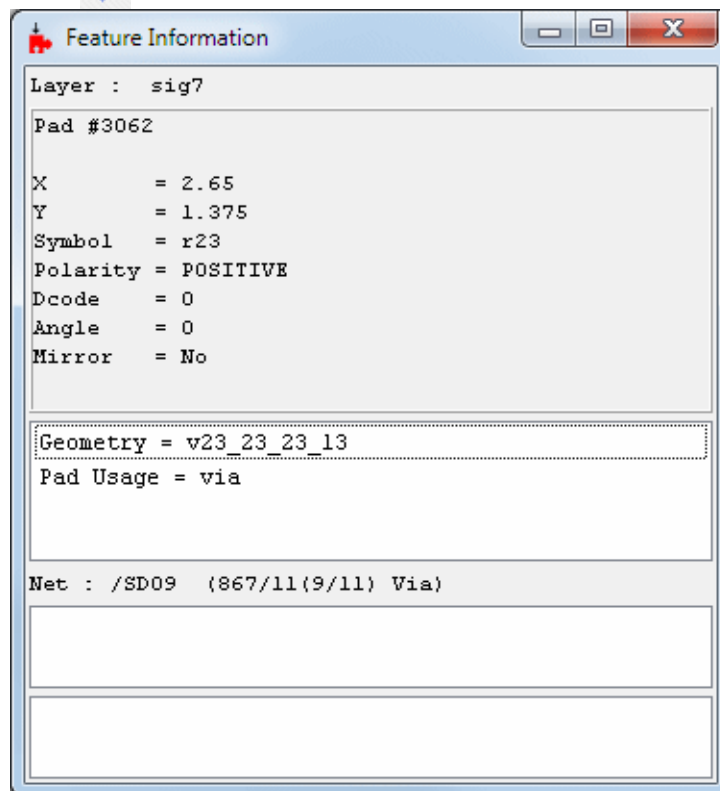 Feature Information
Layer :  sig7
Pad #3062
X        = 2.65
Y        = 1.375
Symbol   = r23
Polarity = POSITIVE
Dcode    = 0
Angle    = 0
Mirror   = No
Geometry = v23_23_23_13
Pad Usage = via
Net : /SD09  (867/11(9/11) Via)